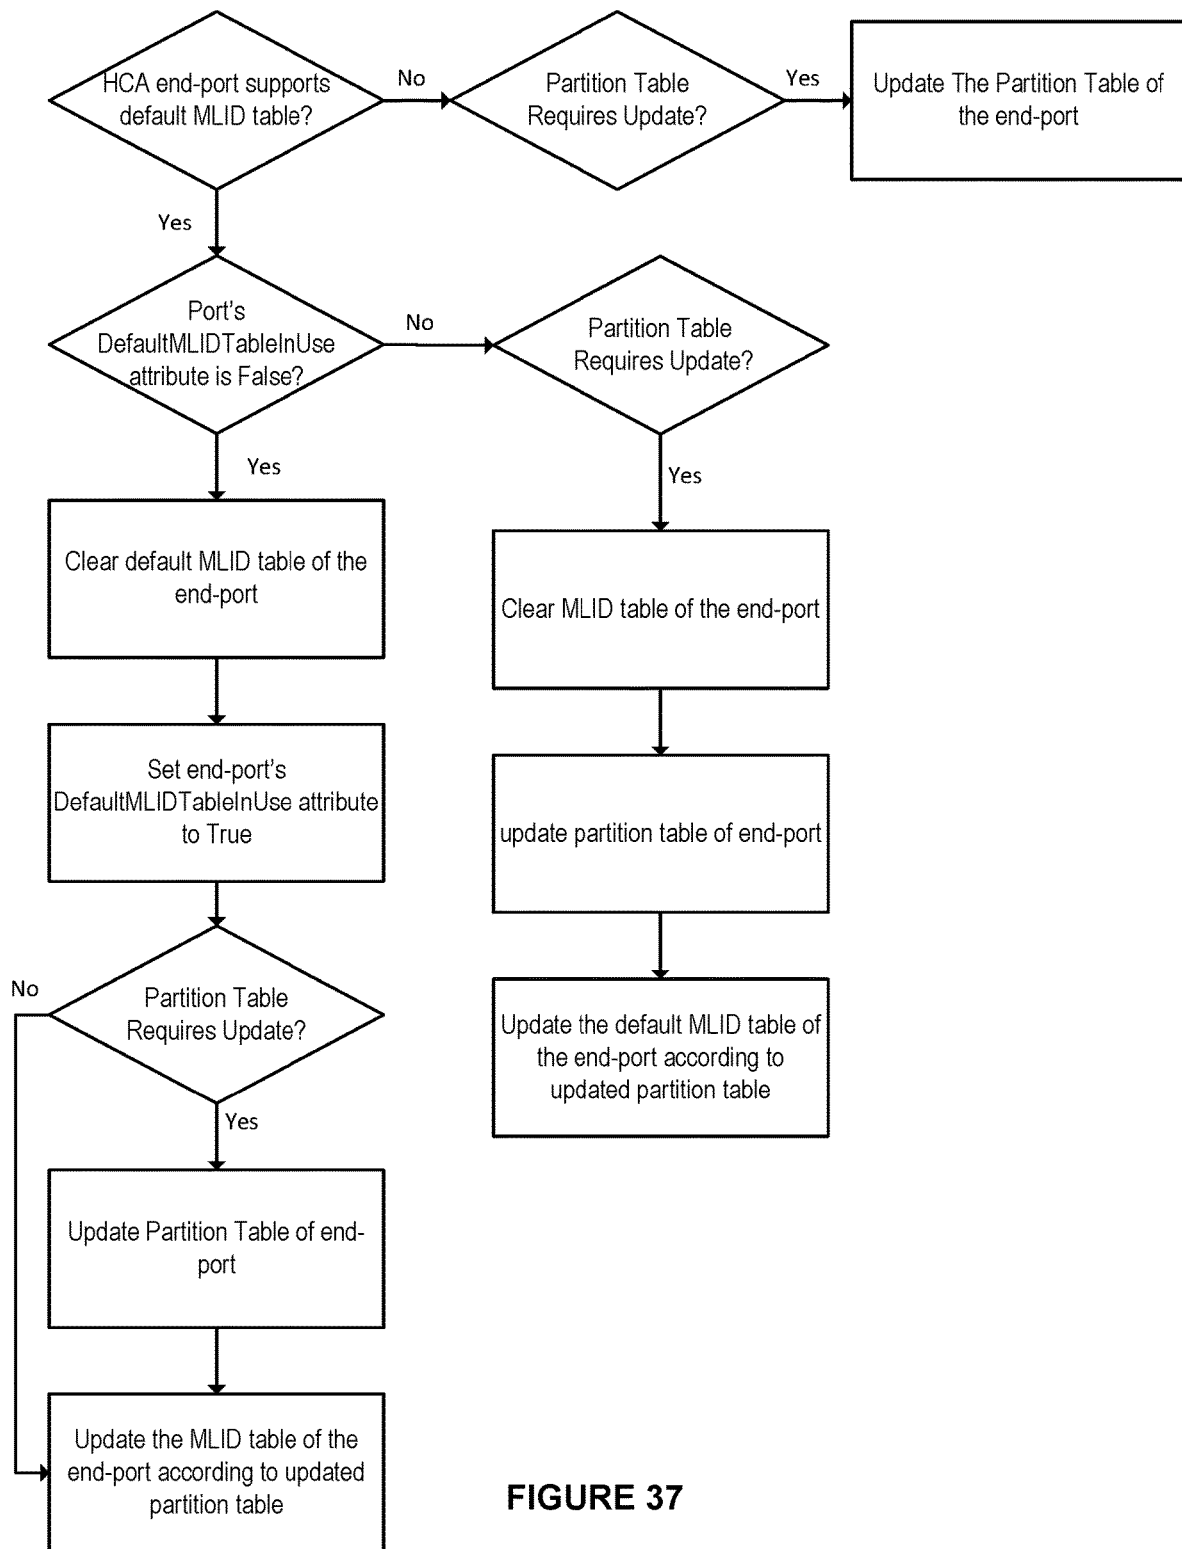 HCA end-port supports
default MLID table?
No
Partition Table
Requires Update?
Yes
Update The Partition Table of
the end-port
Yes
Port's
DefaultMLIDTableInUse
attribute is False?
No
Partition Table
Requires Update?
Yes
Yes
Clear default MLID table of the
end-port
Clear MLID table of the end-port
Set end-port's
DefaultMLIDTableInUse attribute
to True
update partition table of end-port
No
Partition Table
Requires Update?
Update the default MLID table of
the end-port according to
updated partition table
Yes
Update Partition Table of end-
port
Update the MLID table of the
end-port according to updated
partition table
FIGURE 37